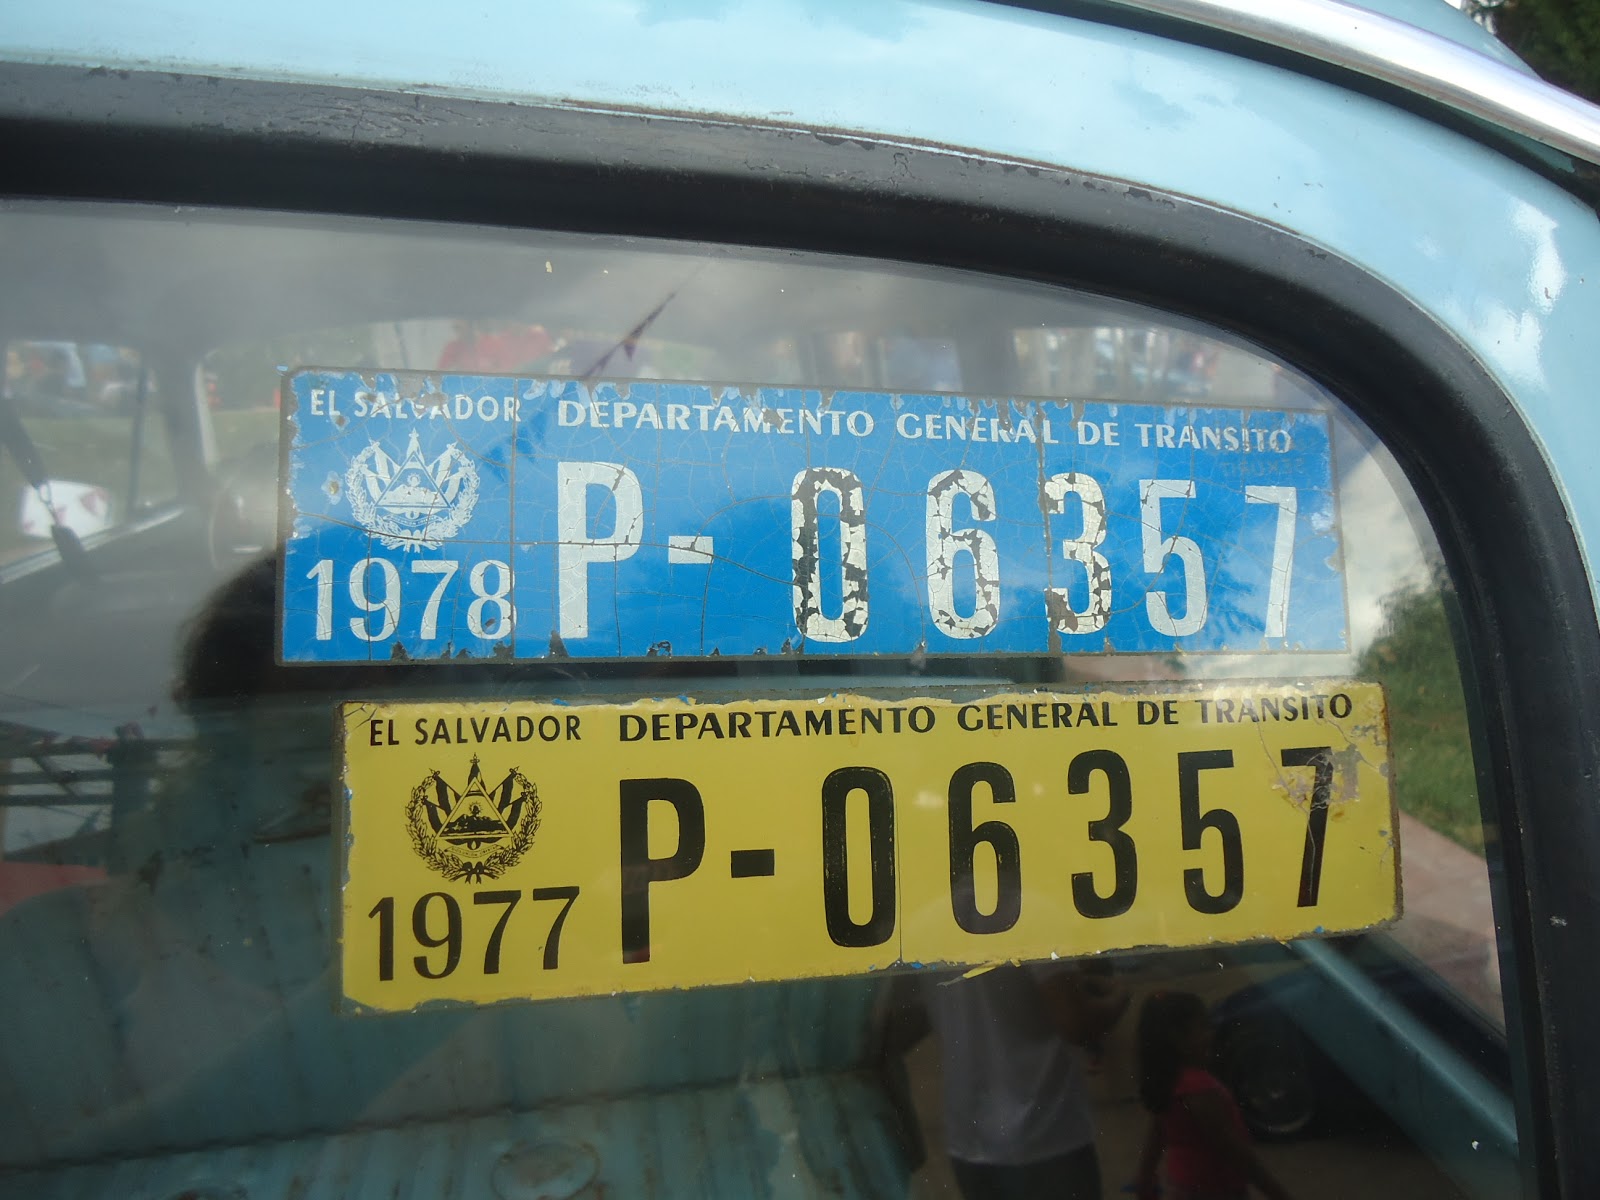 EL SALVADOR DEPARTAMENTO GENERAL DE TRANSITO
1978 P-06357
EL SALVADOR DEPARTAMENTO GENERAL DE TRANSITO
1977 P-06357